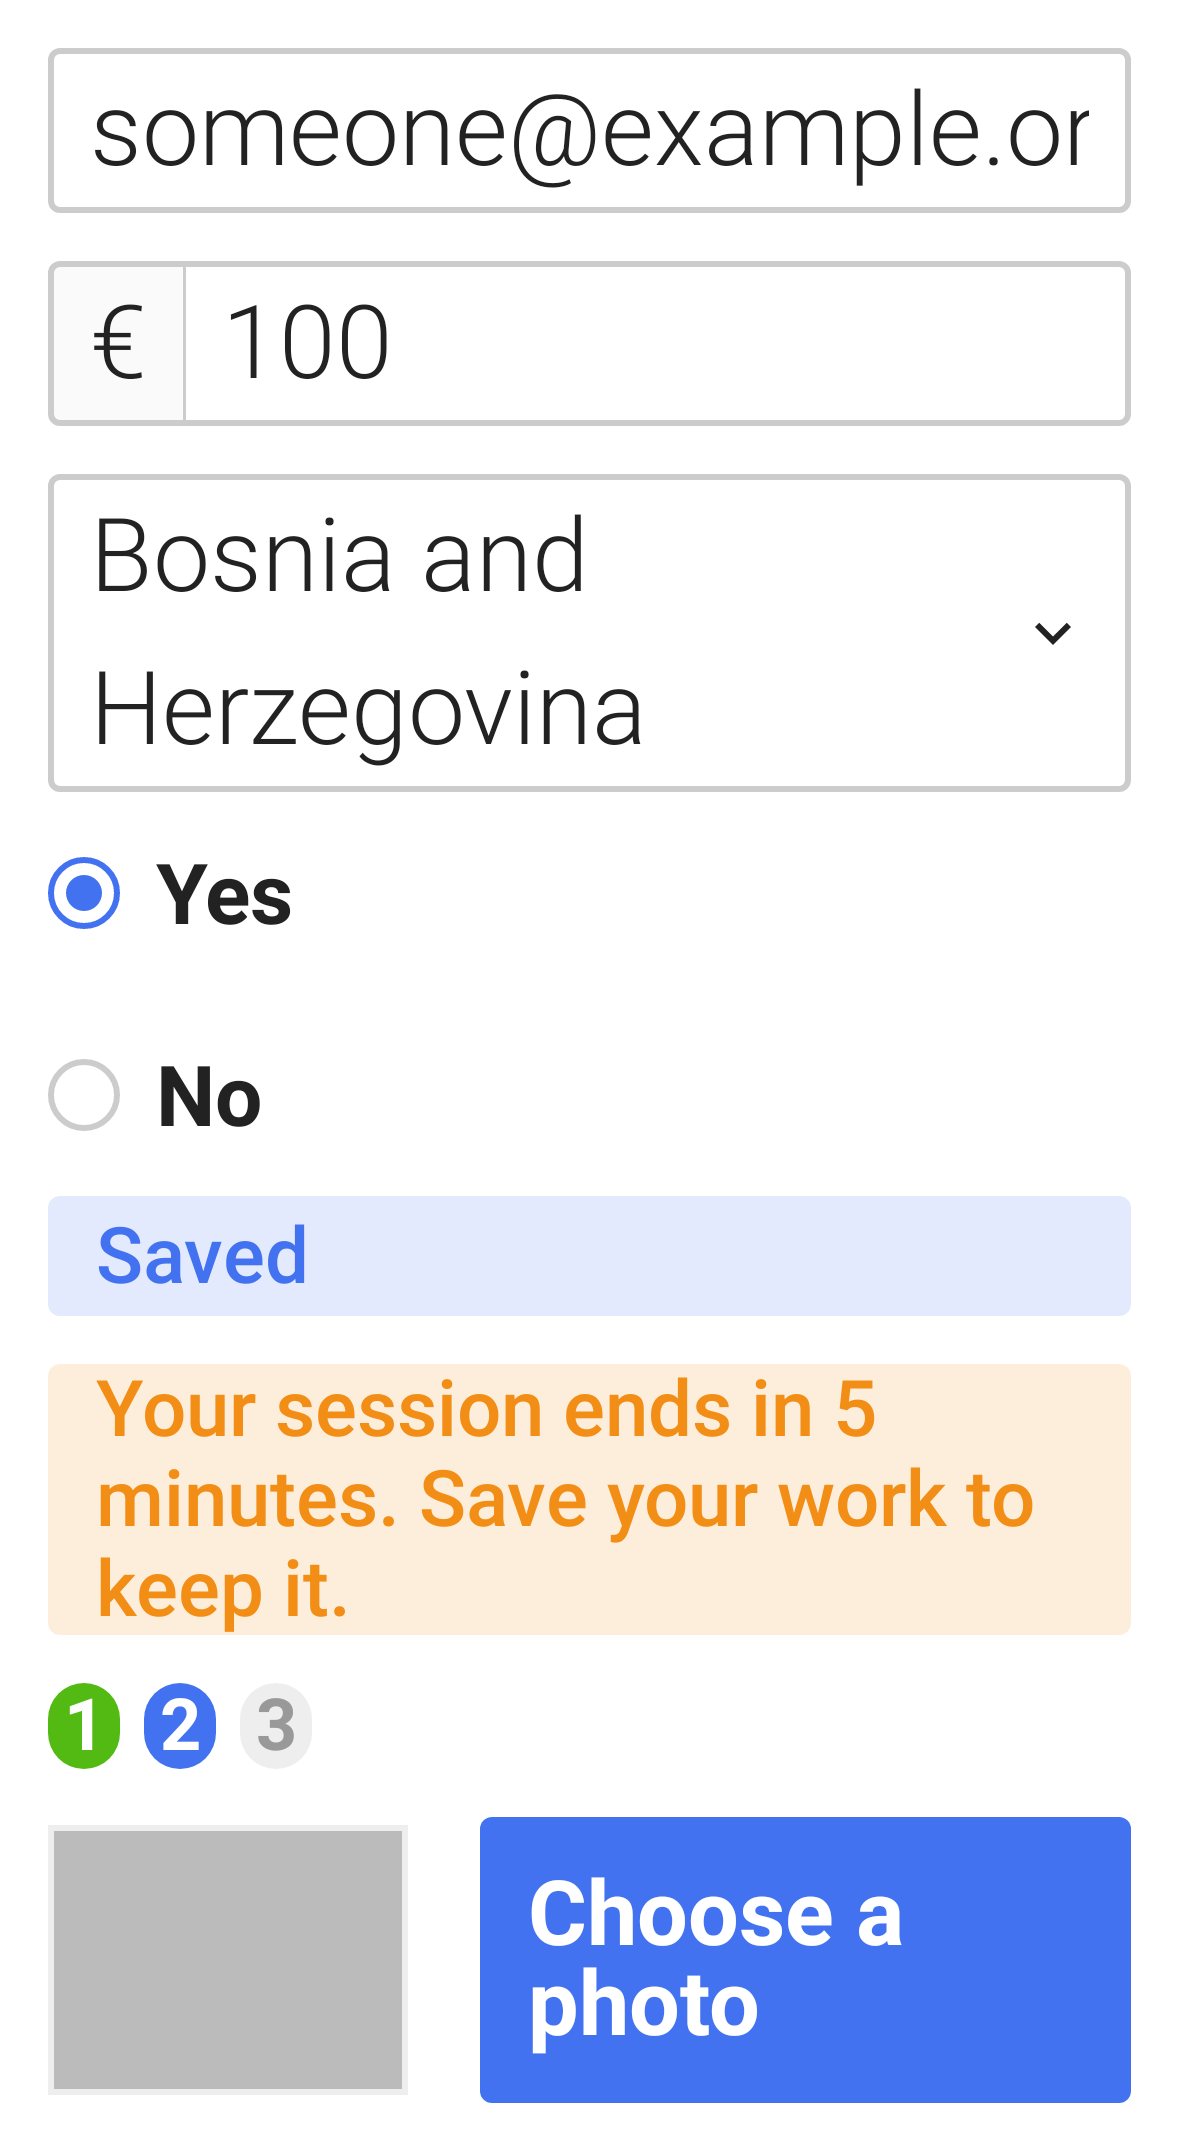 someone@example.or
€ 100
Bosnia and
Herzegovina
Yes
No
Saved
Your session ends in 5
minutes. Save your work to
keep it.
1 2 3
Choose a
photo